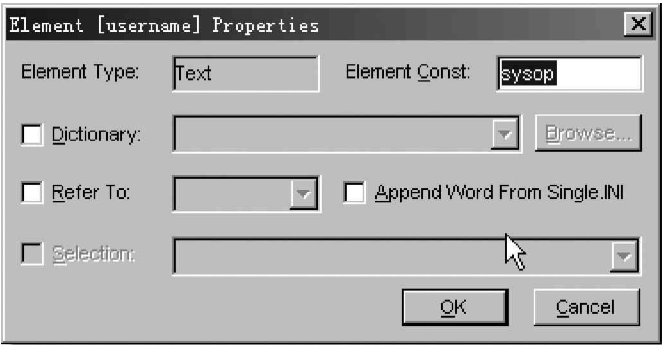 Element [username] Properties
Element Type: Text Element Const: sysop
Dictionary: Browse...
Refer To: Append Word From Single.INI
Selection:
OK Cancel